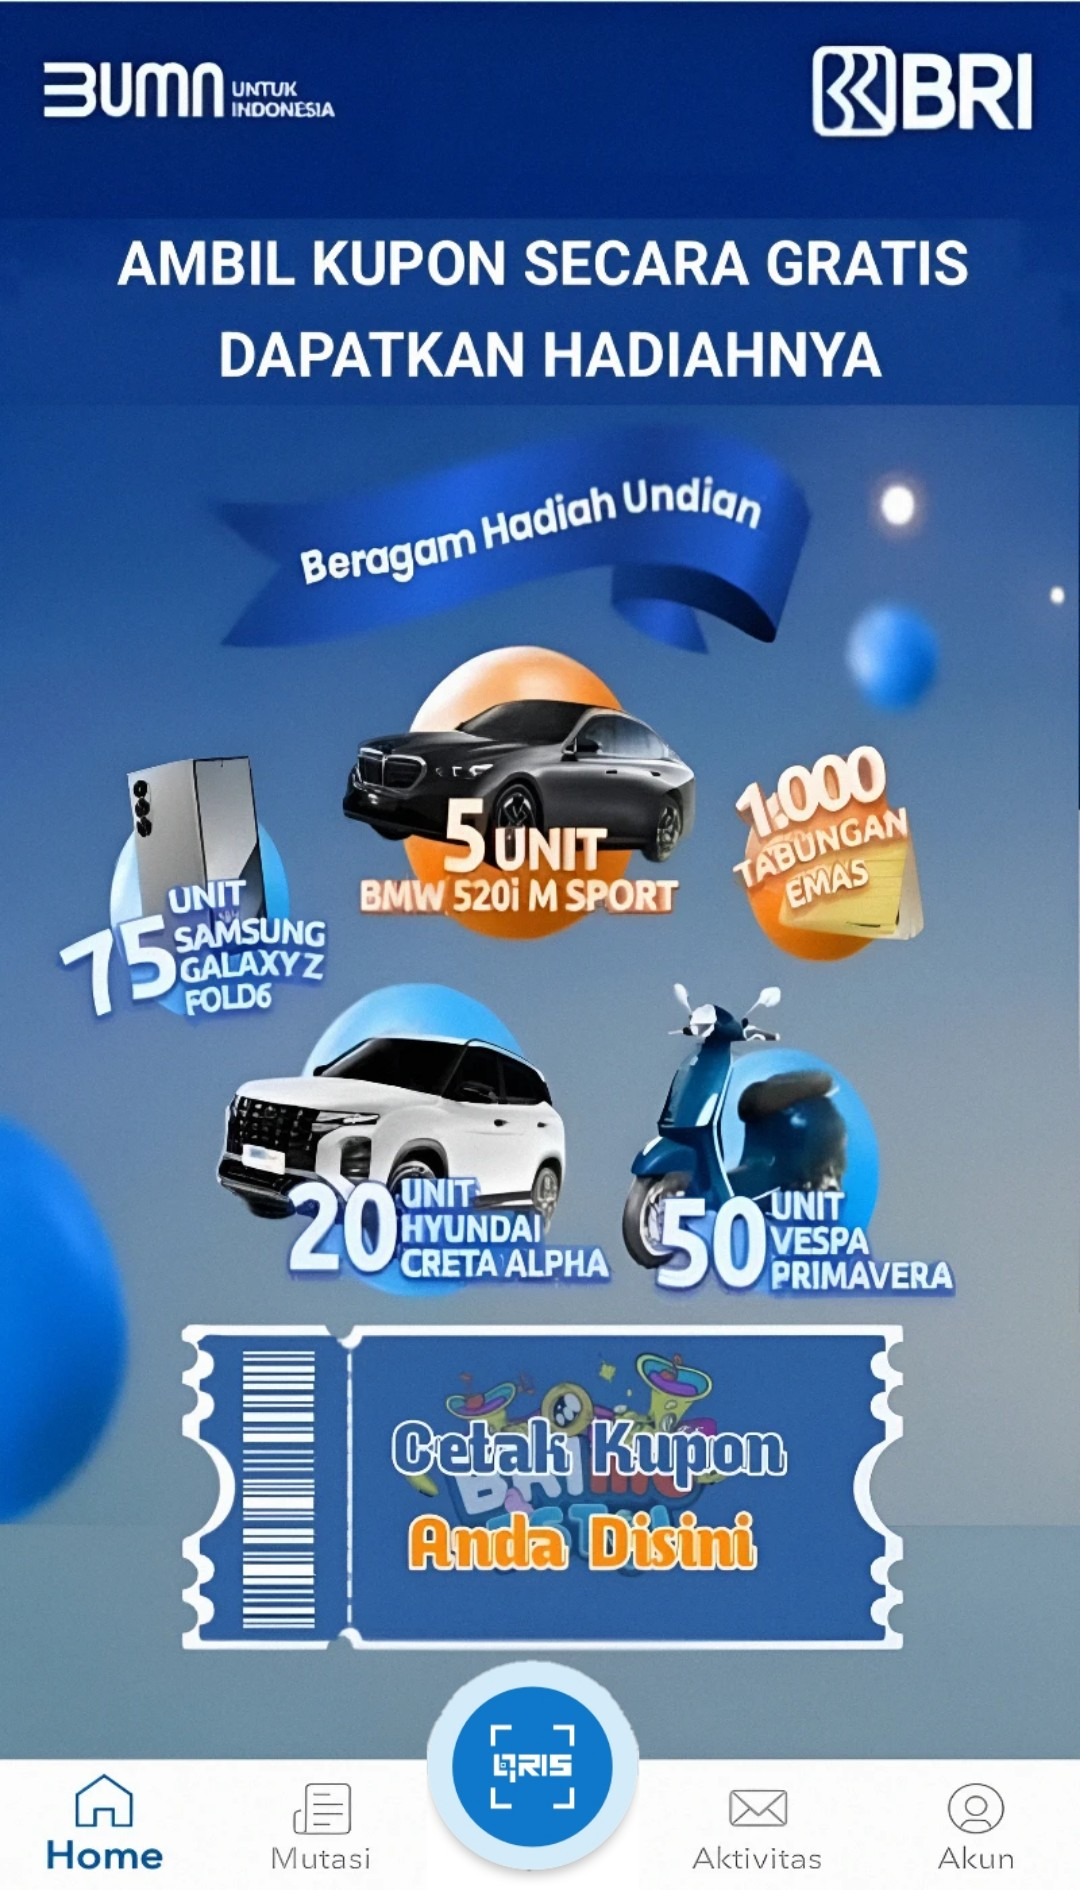 BUMN UNTUK
INDONESIA
BRI
AMBIL KUPON SECARA GRATIS
DAPATKAN HADIAHNYA
Beragam Hadiah Undian
5 UNIT
BMW 520i M SPORT
1.000
TABUNGAN
EMAS
75 UNIT
SAMSUNG
GALAXY Z
FOLD6
20 UNIT
HYUNDAI
CRETA ALPHA
50 UNIT
VESPA
PRIMAVERA
Cetak Kupon
Anda Disini
QRIS
Home
Mutasi
Aktivitas
Akun